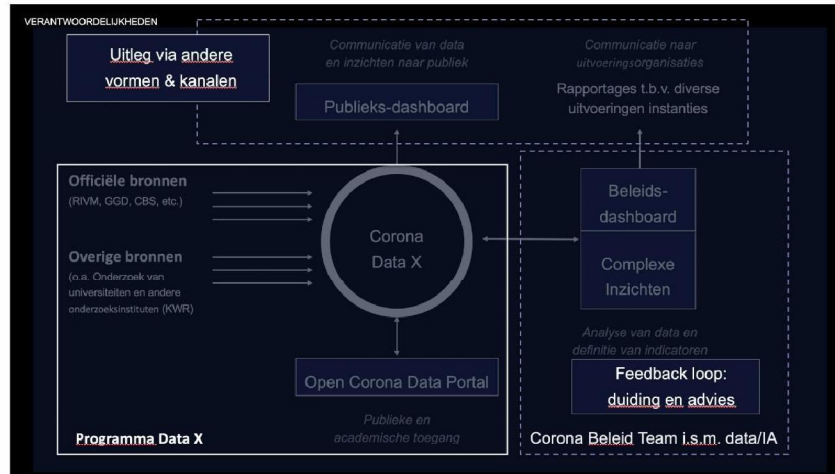 VERANTWOORDELIJKHEDEN
Uitleg via andere
vormen & kanalen
Communicatie van data
en inzichten naar publiek
Publieks-dashboard
Communicatie naar
uitvoeringsorganisaties
Rapportages t.b.v. diverse
uitvoeringen instanties
Officiële bronnen
(RIVM, GGD, CBS, etc.)
Overige bronnen
(o.a. Onderzoek van
universiteiten en andere
onderzoeksinstituten (KWR)
Corona
Data X
Open Corona Data Portal
Publieke en
academische toegang
Programma Data X
Beleids-
dashboard
Complexe
Inzichten
Analyse van data en
definitie van indicatoren
Feedback loop:
duiding en advies
Corona Beleid Team i.s.m. data/IA